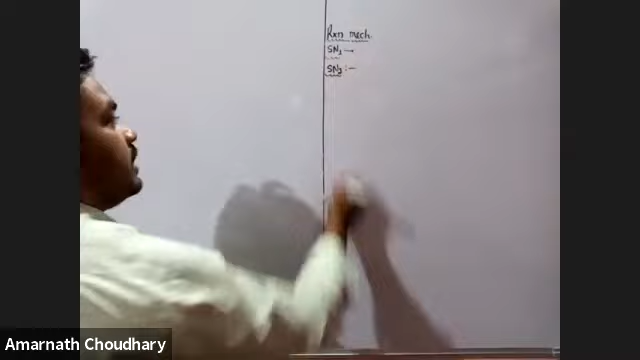 Rxn mech.
SN1 →
SN2 :-
Amarnath Choudhary